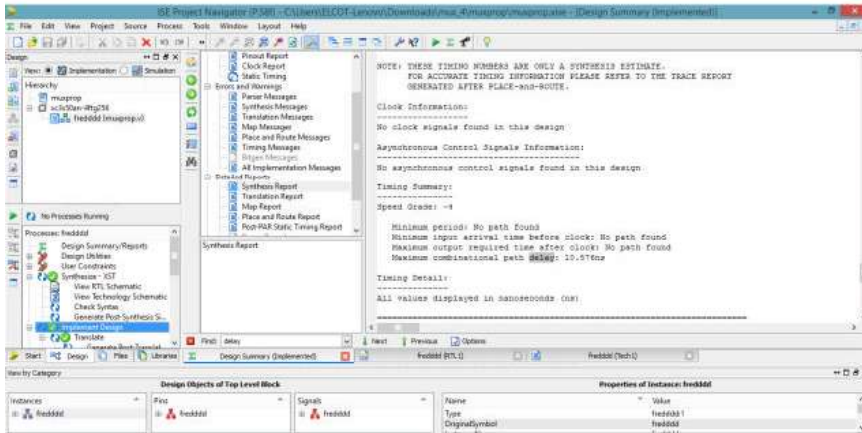 ISE Project Navigator (P.58f) - C:\Users\ELCOT-Lenovo\Downloads\mux_4\muxprop\muxprop.xise - [Design Summary (Implemented)]
File Edit View Project Source Process Tools Window Layout Help
Design
View: Implementation Simulation
Hierarchy
muxprop
xc3s50an-4ftg256
fredddd (muxprop.v)
No Processes Running
Processes: fredddd
Design Summary/Reports
Design Utilities
User Constraints
Synthesize - XST
View RTL Schematic
View Technology Schematic
Check Syntax
Generate Post-Synthesis Si...
Implement Design
Translate
Generate Post-Translat...
Start Design Files Libraries
Pinout Report
Clock Report
Static Timing
Errors and Warnings
Parser Messages
Synthesis Messages
Translation Messages
Map Messages
Place and Route Messages
Timing Messages
Bitgen Messages
All Implementation Messages
Detailed Reports
Synthesis Report
Translation Report
Map Report
Place and Route Report
Post-PAR Static Timing Report
Synthesis Report
NOTE: THESE TIMING NUMBERS ARE ONLY A SYNTHESIS ESTIMATE.
FOR ACCURATE TIMING INFORMATION PLEASE REFER TO THE TRACE REPORT
GENERATED AFTER PLACE-and-ROUTE.
Clock Information:
------------------
No clock signals found in this design
Asynchronous Control Signals Information:
----------------------------------------
No asynchronous control signals found in this design
Timing Summary:
---------------
Speed Grade: -4
Minimum period: No path found
Minimum input arrival time before clock: No path found
Maximum output required time after clock: No path found
Maximum combinational path delay: 10.576ns
Timing Detail:
--------------
All values displayed in nanoseconds (ns)
Find: delay Next Previous Options
Design Summary (Implemented) fredddd (RTL1) fredddd (Tech1)
View by Category
Design Objects of Top Level Block Properties of Instance: fredddd
Instances Pins Signals Name Value
fredddd fredddd fredddd Type fredddd:1
OriginalSymbol fredddd